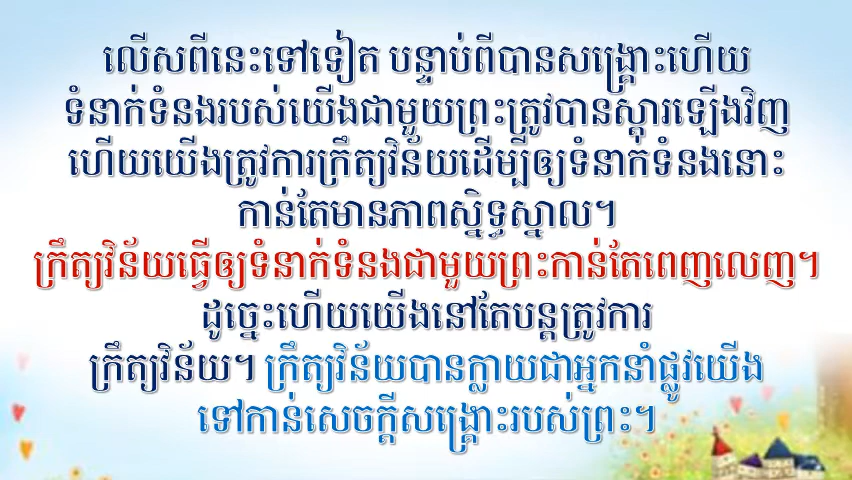 លើសពីនេះទៅទៀត បន្ទាប់ពីបានសង្គ្រោះហើយ
ទំនាក់ទំនងរបស់យើងជាមួយព្រះត្រូវបានស្តារឡើងវិញ
ហើយយើងត្រូវការក្រឹត្យវិន័យដើម្បីឲ្យទំនាក់ទំនងនោះ
កាន់តែមានភាពស្និទ្ធស្នាល។
ក្រឹត្យវិន័យធ្វើឲ្យទំនាក់ទំនងជាមួយព្រះកាន់តែពេញលេញ។
ដូច្នេះហើយយើងនៅតែបន្តត្រូវការ
ក្រឹត្យវិន័យ។ ក្រឹត្យវិន័យបានក្លាយជាអ្នកនាំផ្លូវយើង
ទៅកាន់សេចក្តីសង្គ្រោះរបស់ព្រះ។